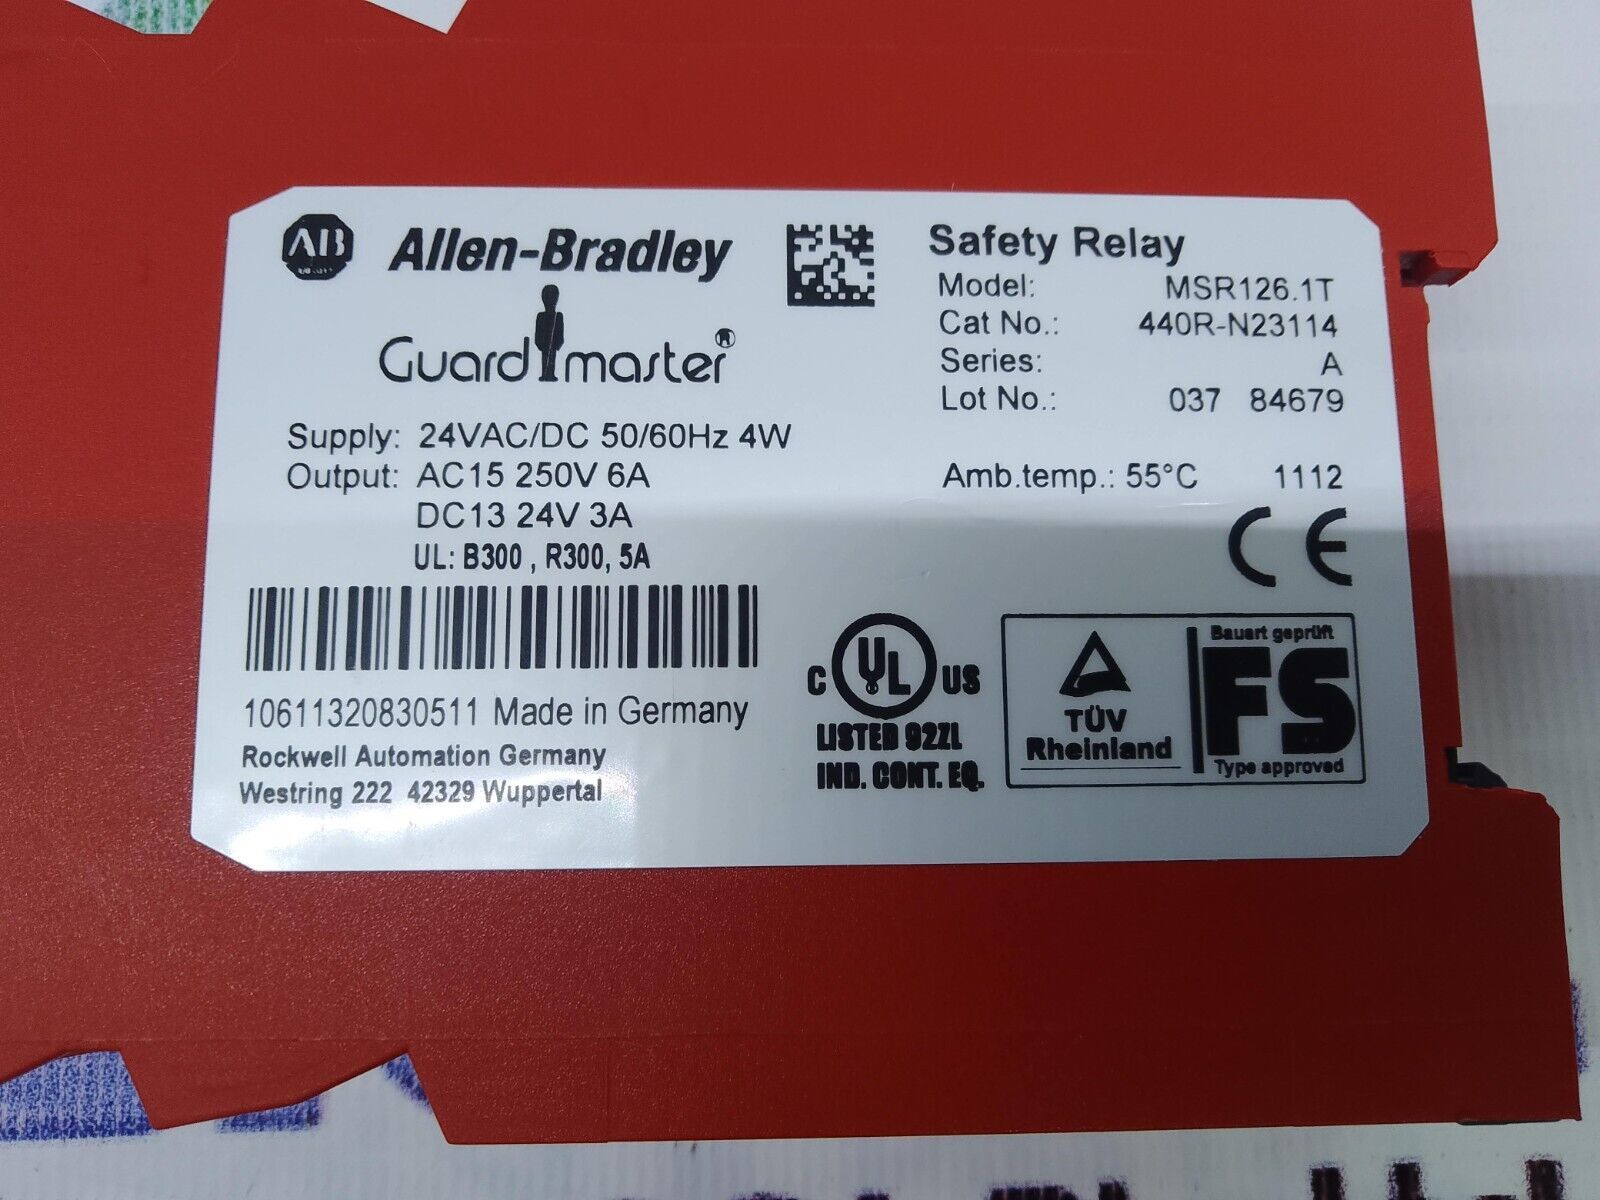 AB
Allen-Bradley
Guardmaster®
Supply: 24VAC/DC 50/60Hz 4W
Output: AC15 250V 6A
DC13 24V 3A
UL: B300 , R300, 5A
10611320830511 Made in Germany
Rockwell Automation Germany
Westring 222 42329 Wuppertal
Safety Relay
Model: MSR126.1T
Cat No.: 440R-N23114
Series: A
Lot No.: 037 84679
Amb.temp.: 55°C 1112
CE
C UL US
LISTED 92ZL
IND. CONT. EQ.
TÜV
Rheinland
Bauart geprüft
FS
Type approved